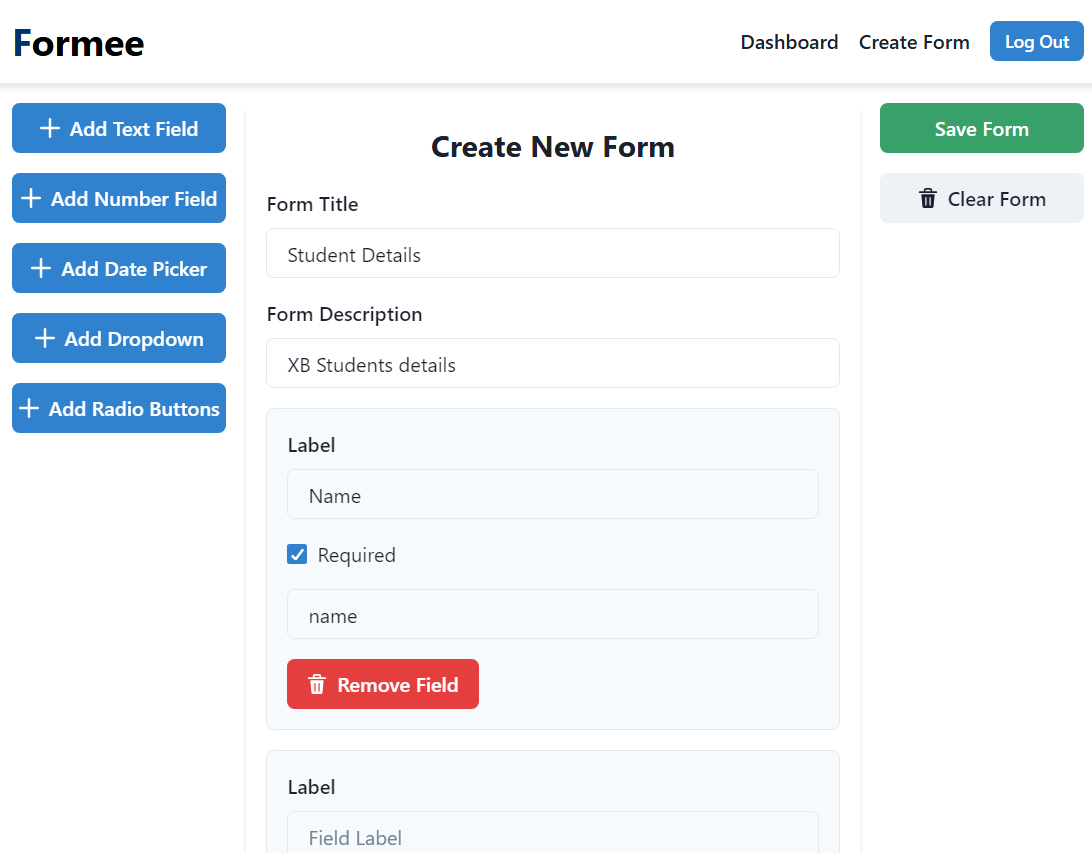 Formee
Dashboard
Create Form
Log Out
Add Text Field
Add Number Field
Add Date Picker
Add Dropdown
Add Radio Buttons
Create New Form
Form Title
Student Details
Form Description
XB Students details
Label
Name
Required
name
Remove Field
Label
Field Label
Save Form
Clear Form